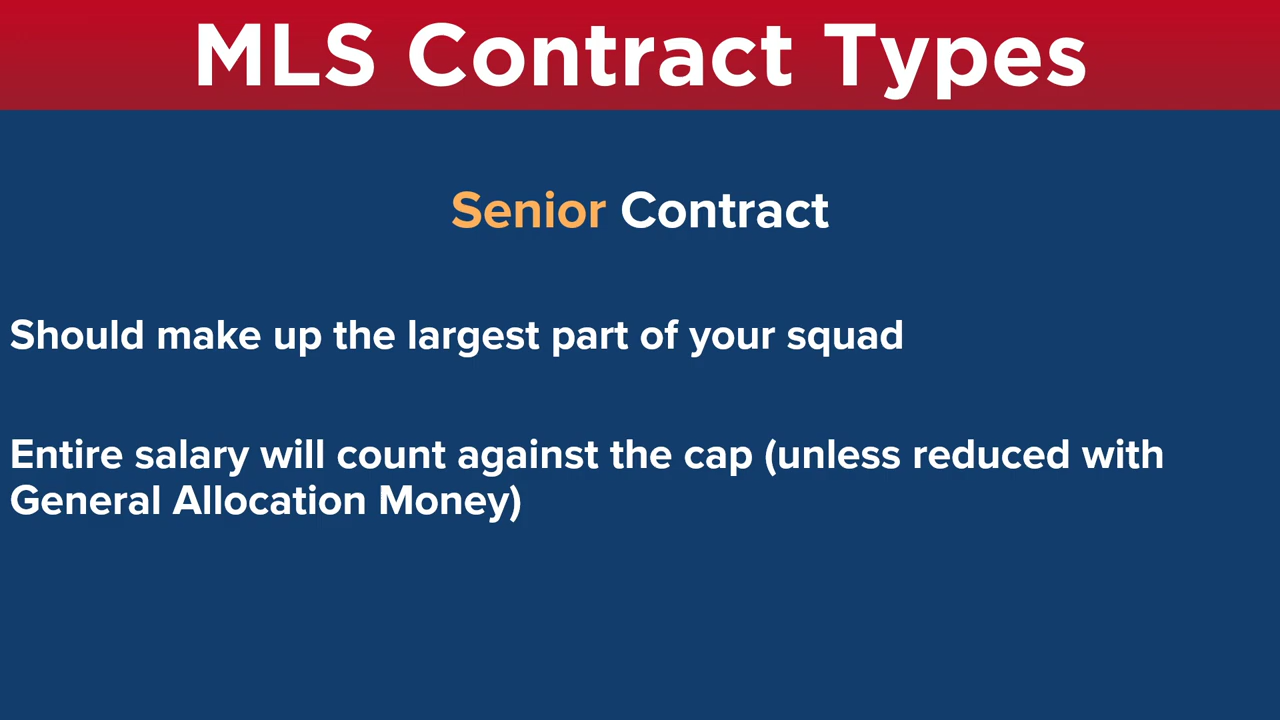 MLS Contract Types
Senior Contract
Should make up the largest part of your squad
Entire salary will count against the cap (unless reduced with
General Allocation Money)